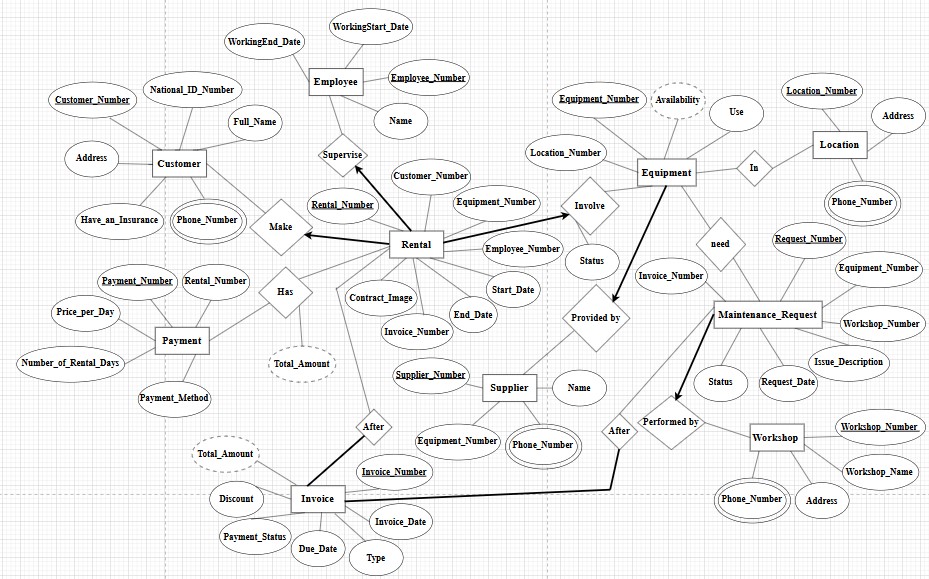 WorkingStart_Date
WorkingEnd_Date
Employee
Employee_Number
Name
Supervise
Customer_Number
National_ID_Number
Full_Name
Address
Customer
Have_an_Insurance
Phone_Number
Make
Equipment_Number
Availability
Use
Location_Number
Equipment
In
Location_Number
Address
Location
Phone_Number
Customer_Number
Rental_Number
Equipment_Number
Rental
Employee_Number
Start_Date
End_Date
Contract_Image
Invoice_Number
Involve
Status
need
Request_Number
Equipment_Number
Invoice_Number
Maintenance_Request
Workshop_Number
Issue_Description
Status
Request_Date
Payment_Number
Rental_Number
Has
Price_per_Day
Payment
Number_of_Rental_Days
Payment_Method
Total_Amount
Provided by
Supplier_Number
Supplier
Name
Equipment_Number
Phone_Number
After
After
Performed by
Workshop
Workshop_Number
Workshop_Name
Phone_Number
Address
Total_Amount
Invoice_Number
Discount
Invoice
Invoice_Date
Payment_Status
Due_Date
Type